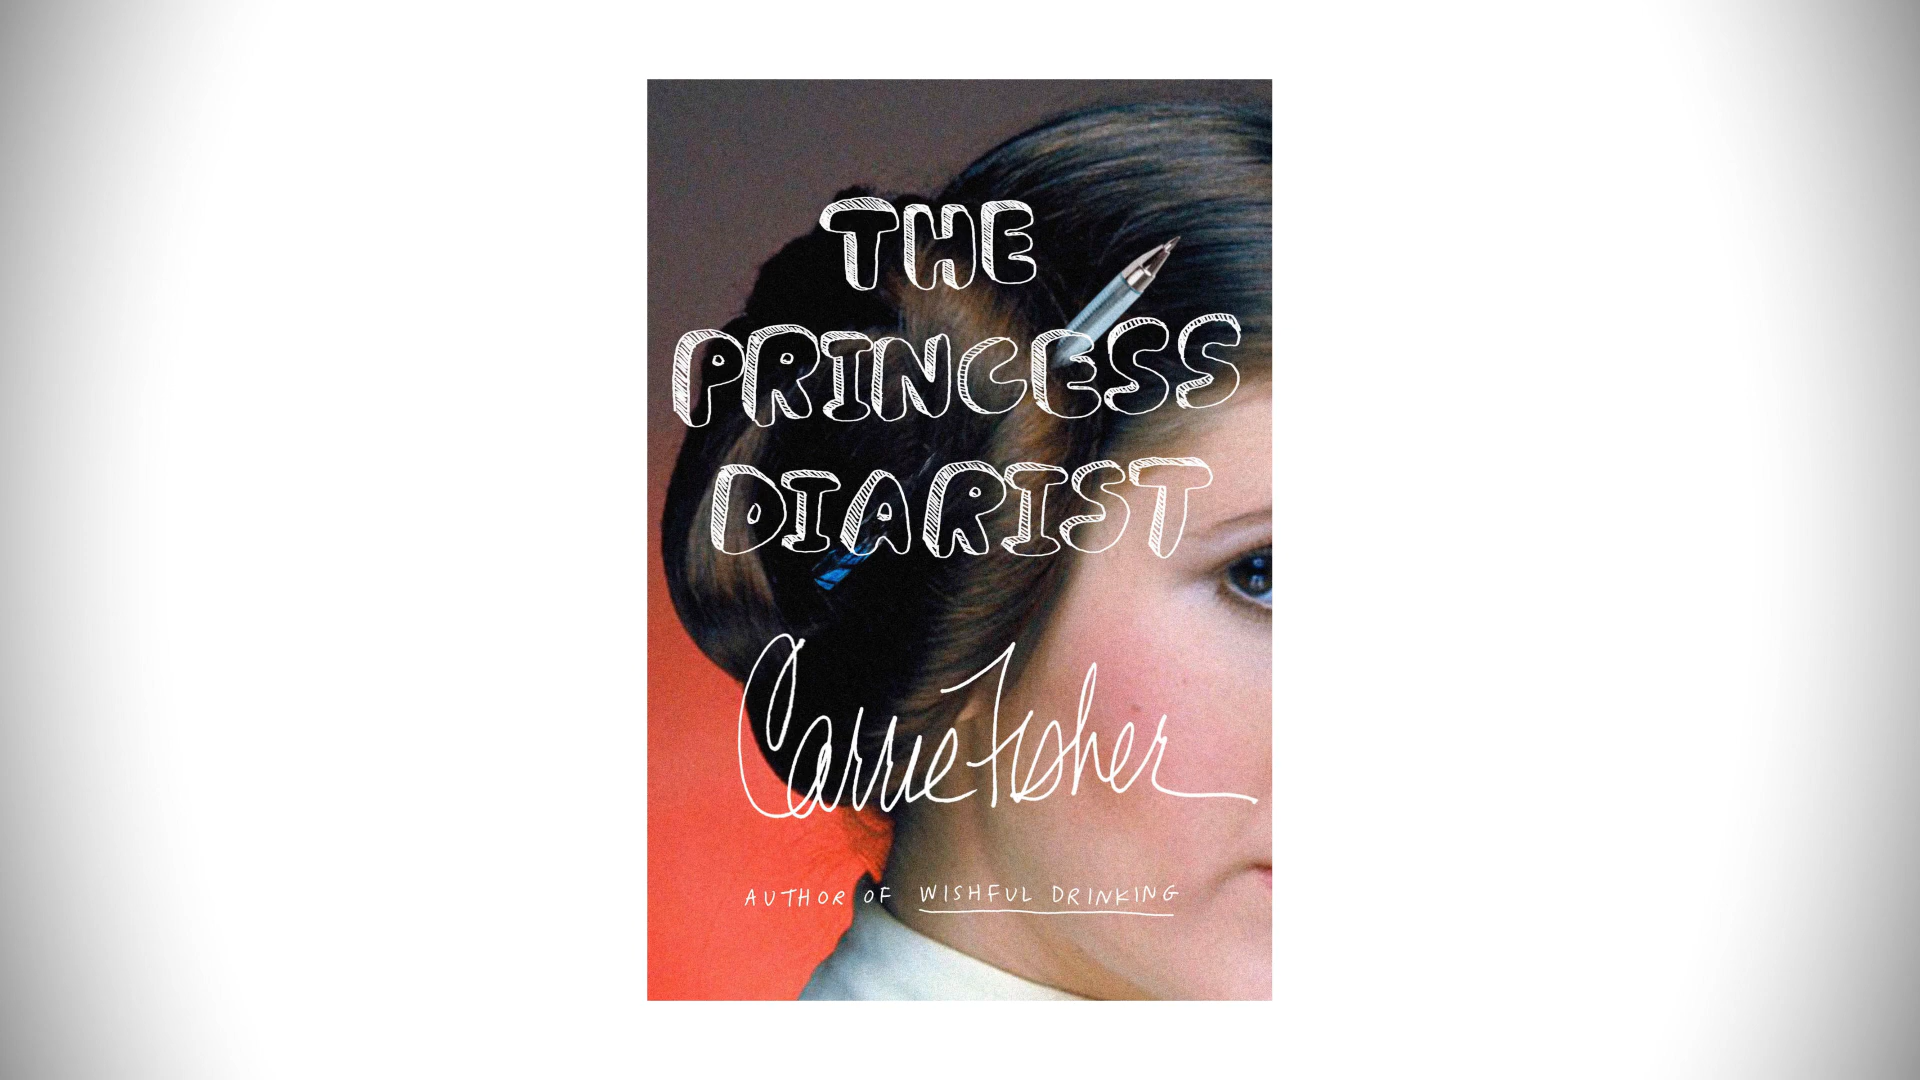 THE
PRINCESS
DIARIST
Carrie Fisher
AUTHOR OF WISHFUL DRINKING